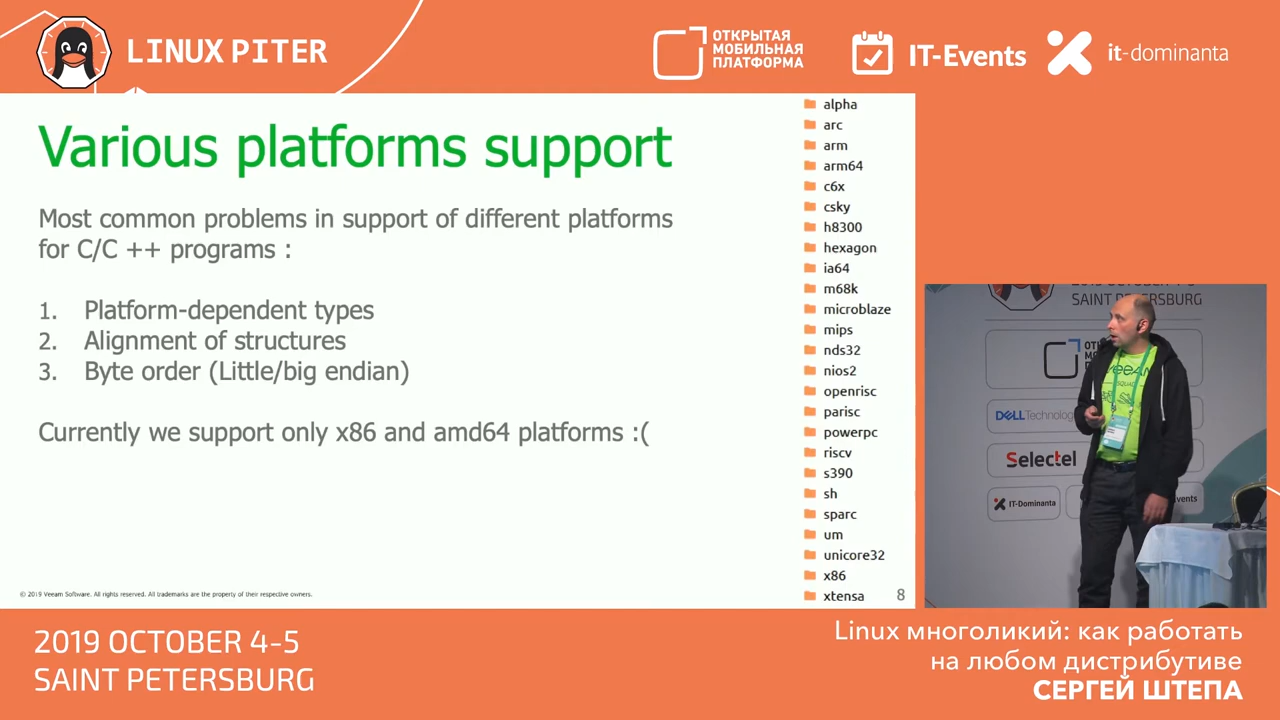 LINUX PITER
ОТКРЫТАЯ
МОБИЛЬНАЯ
ПЛАТФОРМА
IT-Events
it-dominanta
Various platforms support
Most common problems in support of different platforms
for C/C ++ programs :
1. Platform-dependent types
2. Alignment of structures
3. Byte order (Little/big endian)
Currently we support only x86 and amd64 platforms :(
© 2019 Veeam Software. All rights reserved. All trademarks are the property of their respective owners.
alpha
arc
arm
arm64
c6x
csky
h8300
hexagon
ia64
m68k
microblaze
mips
nds32
nios2
openrisc
parisc
powerpc
riscv
s390
sh
sparc
um
unicore32
x86
xtensa
8
SAINT PETERSBURG
DELL Technolog
Selectel
IT-Dominanta
2019 OCTOBER 4-5
SAINT PETERSBURG
Linux многоликий: как работать
на любом дистрибутиве
СЕРГЕЙ ШТЕПА